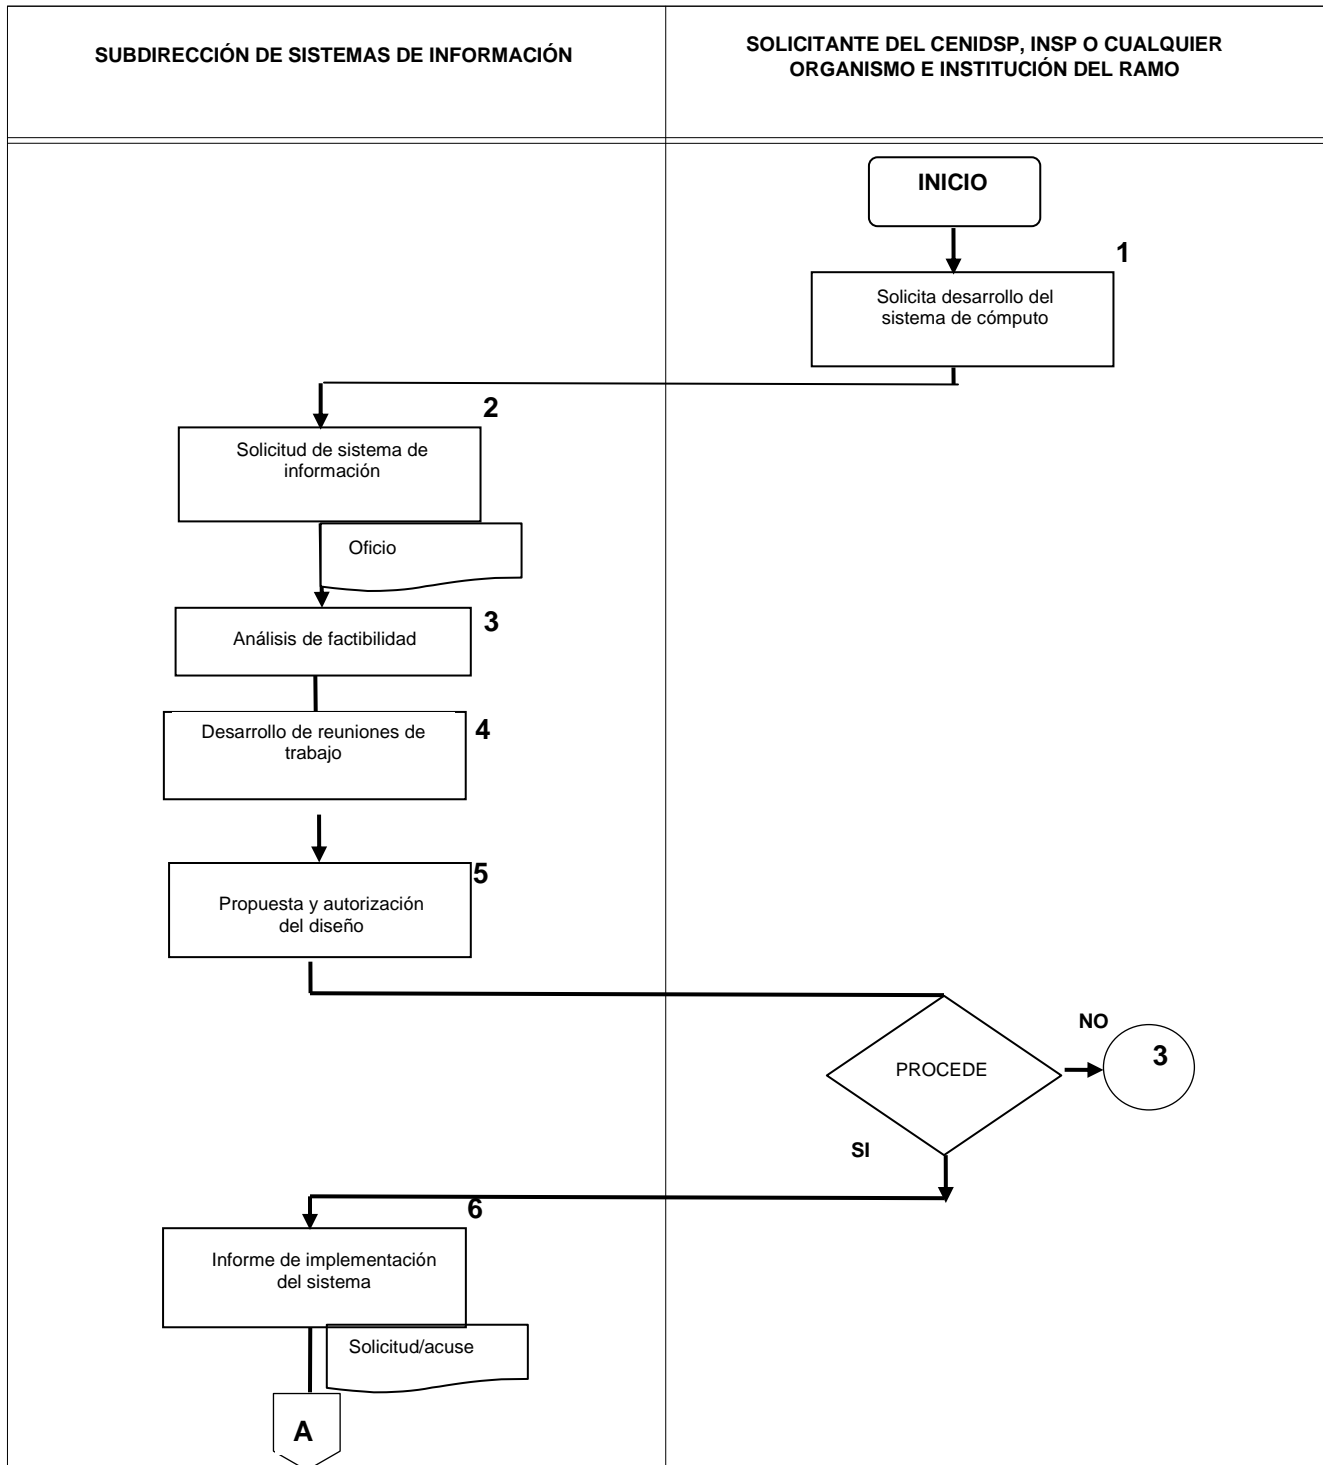 SUBDIRECCIÓN DE SISTEMAS DE INFORMACIÓN
SOLICITANTE DEL CENIDSP, INSP O CUALQUIER
ORGANISMO E INSTITUCIÓN DEL RAMO
INICIO
1
Solicita desarrollo del
sistema de cómputo
2
Solicitud de sistema de
información
Oficio
3
Análisis de factibilidad
4
Desarrollo de reuniones de
trabajo
5
Propuesta y autorización
del diseño
PROCEDE
NO
3
SI
6
Informe de implementación
del sistema
Solicitud/acuse
A